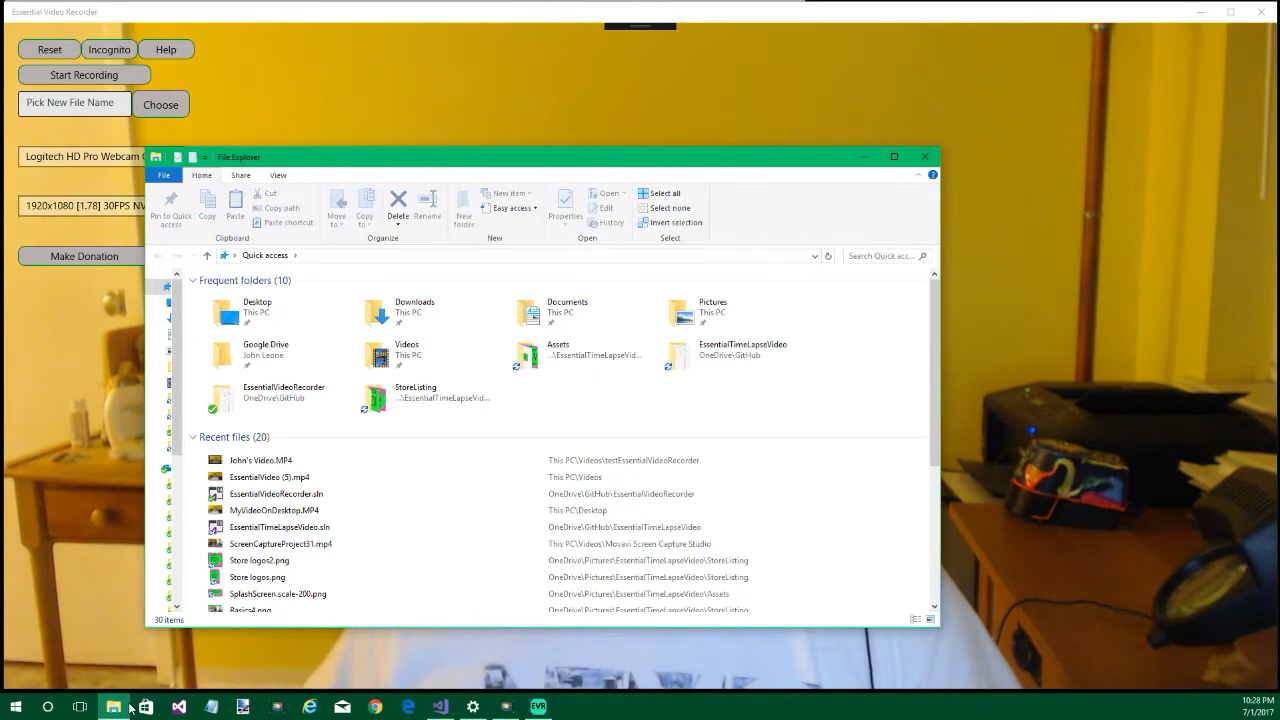 Essential Video Recorder
Reset Incognito Help
Start Recording
Pick New File Name Choose
Logitech HD Pro Webcam
1920x1080 [1.78] 30FPS NV
Make Donation
File Explorer
File Home Share View
Pin to Quick access
Copy
Paste
Cut
Copy path
Paste shortcut
Clipboard
Move to
Copy to
Delete
Rename
Organize
New folder
New item
Easy access
New
Properties
Open
Edit
History
Open
Select all
Select none
Invert selection
Select
Quick access
Search Quick acc...
Frequent folders (10)
Desktop
This PC
Downloads
This PC
Documents
This PC
Pictures
This PC
Google Drive
John Leone
Videos
This PC
Assets
...\EssentialTimeLapseVid...
EssentialTimeLapseVideo
OneDrive\GitHub
EssentialVideoRecorder
OneDrive\GitHub
StoreListing
...\EssentialTimeLapseVid...
Recent files (20)
John's Video.MP4 This PC\Videos\testEssentialVideoRecorder
EssentialVideo (5).mp4 This PC\Videos
EssentialVideoRecorder.sln OneDrive\GitHub\EssentialVideoRecorder
MyVideoOnDesktop.MP4 This PC\Desktop
EssentialTimeLapseVideo.sln OneDrive\GitHub\EssentialTimeLapseVideo
ScreenCaptureProject31.mp4 This PC\Videos\Movavi Screen Capture Studio
Store logos2.png OneDrive\Pictures\EssentialTimeLapseVideo\StoreListing
Store logos.png OneDrive\Pictures\EssentialTimeLapseVideo\StoreListing
SplashScreen.scale-200.png OneDrive\Pictures\EssentialTimeLapseVideo\Assets
Basics4.png OneDrive\Pictures\EssentialTimeLapseVideo\StoreListing
30 items
EVR
10:28 PM
7/1/2017